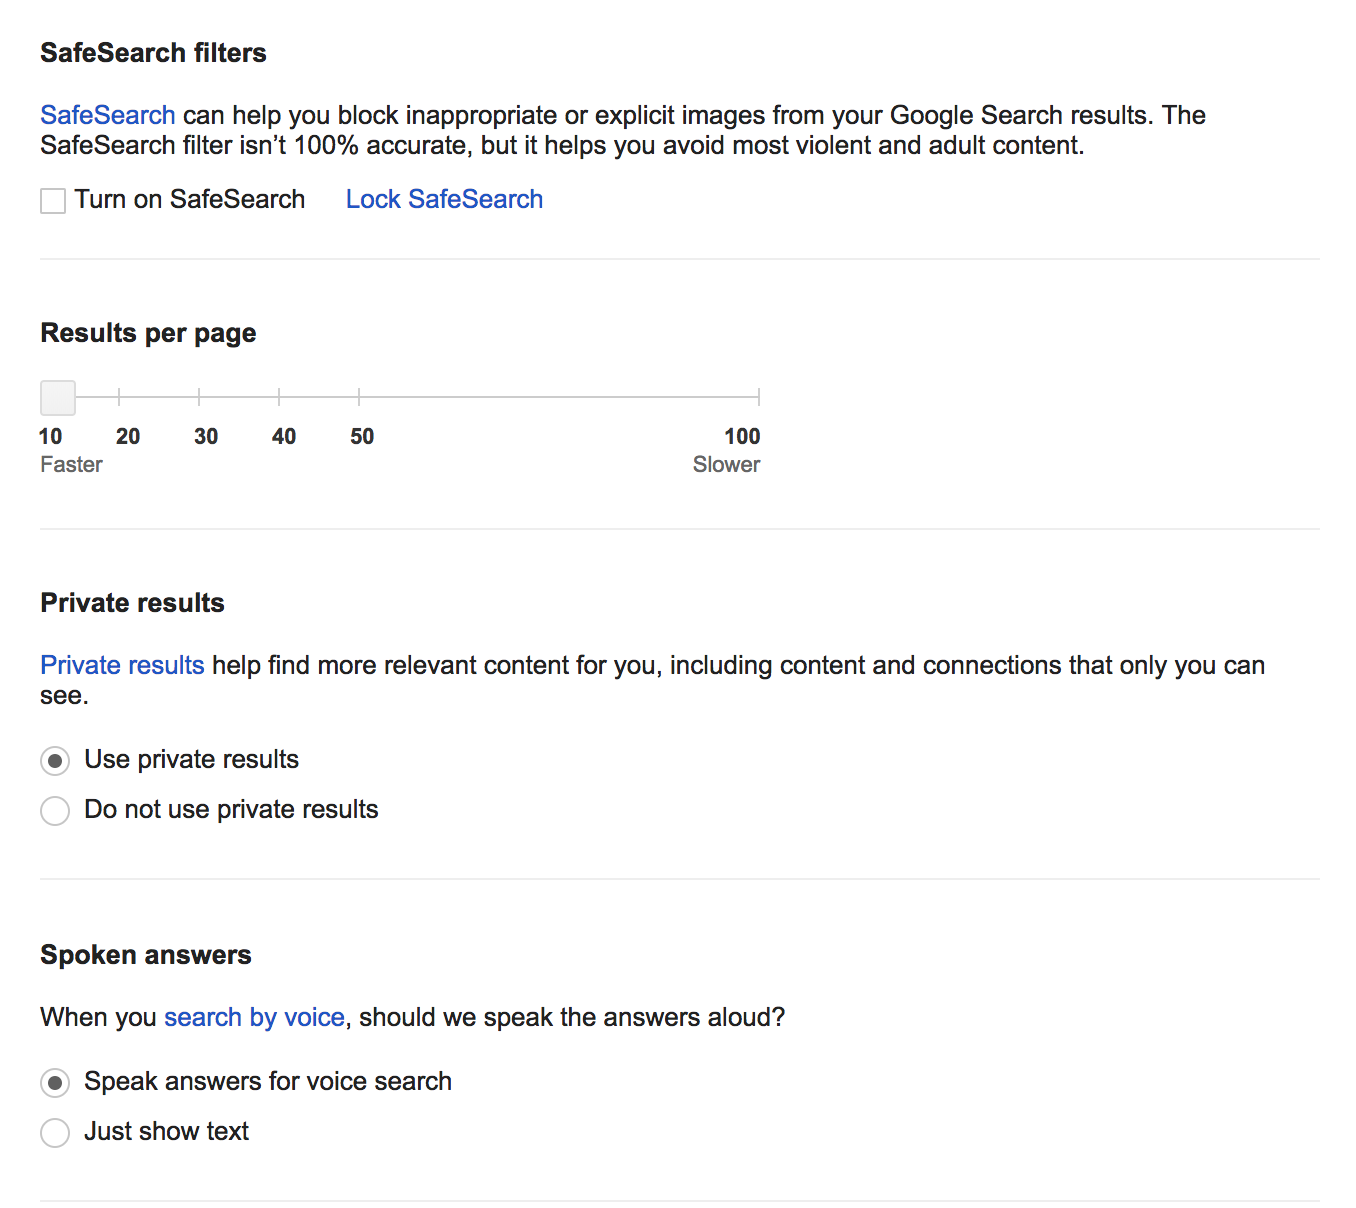 SafeSearch filters
SafeSearch can help you block inappropriate or explicit images from your Google Search results. The
SafeSearch filter isn’t 100% accurate, but it helps you avoid most violent and adult content.
Turn on SafeSearch Lock SafeSearch
Results per page
10 20 30 40 50 100
Faster Slower
Private results
Private results help find more relevant content for you, including content and connections that only you can
see.
Use private results
Do not use private results
Spoken answers
When you search by voice, should we speak the answers aloud?
Speak answers for voice search
Just show text